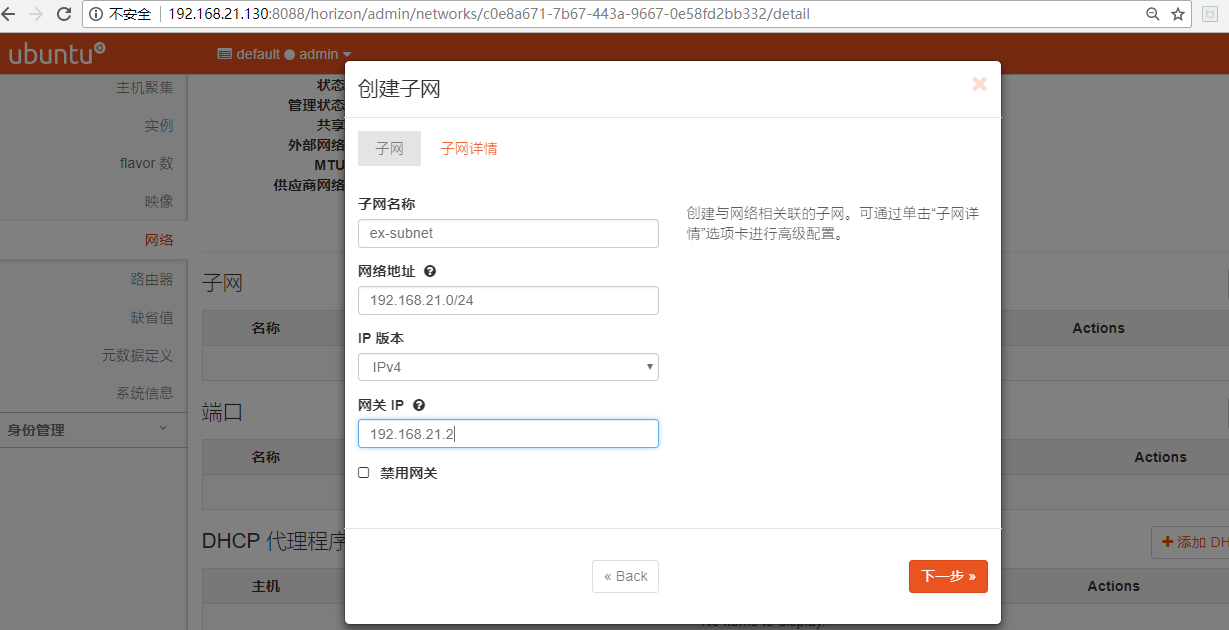 不安全 192.168.21.130:8088/horizon/admin/networks/c0e8a671-7b67-443a-9667-0e58fd2bb332/detail
ubuntu
default ● admin
主机聚集
实例
flavor 数
映像
网络
路由器
缺省值
元数据定义
系统信息
身份管理
状态
管理状态
共享
外部网络
MTU
供应商网络
创建子网
子网 子网详情
子网名称
ex-subnet
网络地址
192.168.21.0/24
IP 版本
IPv4
网关 IP
192.168.21.2
禁用网关
创建与网络相关联的子网。可通过单击“子网详
情”选项卡进行高级配置。
« Back 下一步 »
子网
名称 Actions
端口
名称 Actions
DHCP 代理程序
添加 DH
主机 Actions
No items to display.